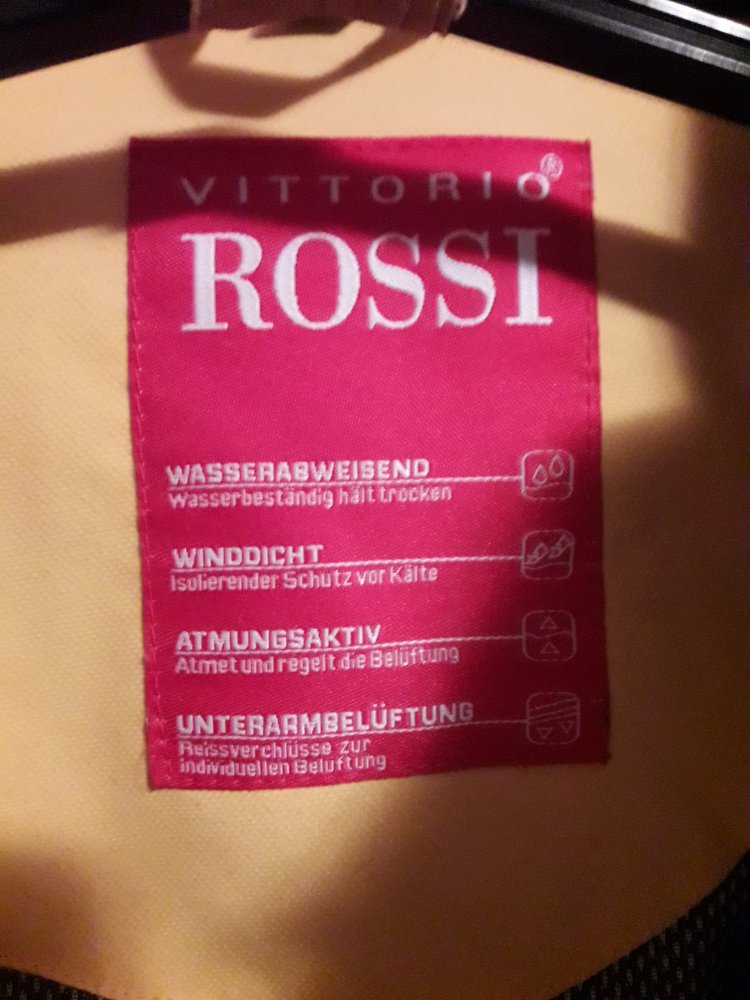 VITTORIO®
ROSSI
WASSERABWEISEND
Wasserbeständig hält trocken
WINDDICHT
Isolierender Schutz vor Kälte
ATMUNGSAKTIV
Atmet und regelt die Belüftung
UNTERARMBELÜFTUNG
Reissverchlüsse zur
individuellen Belüftung